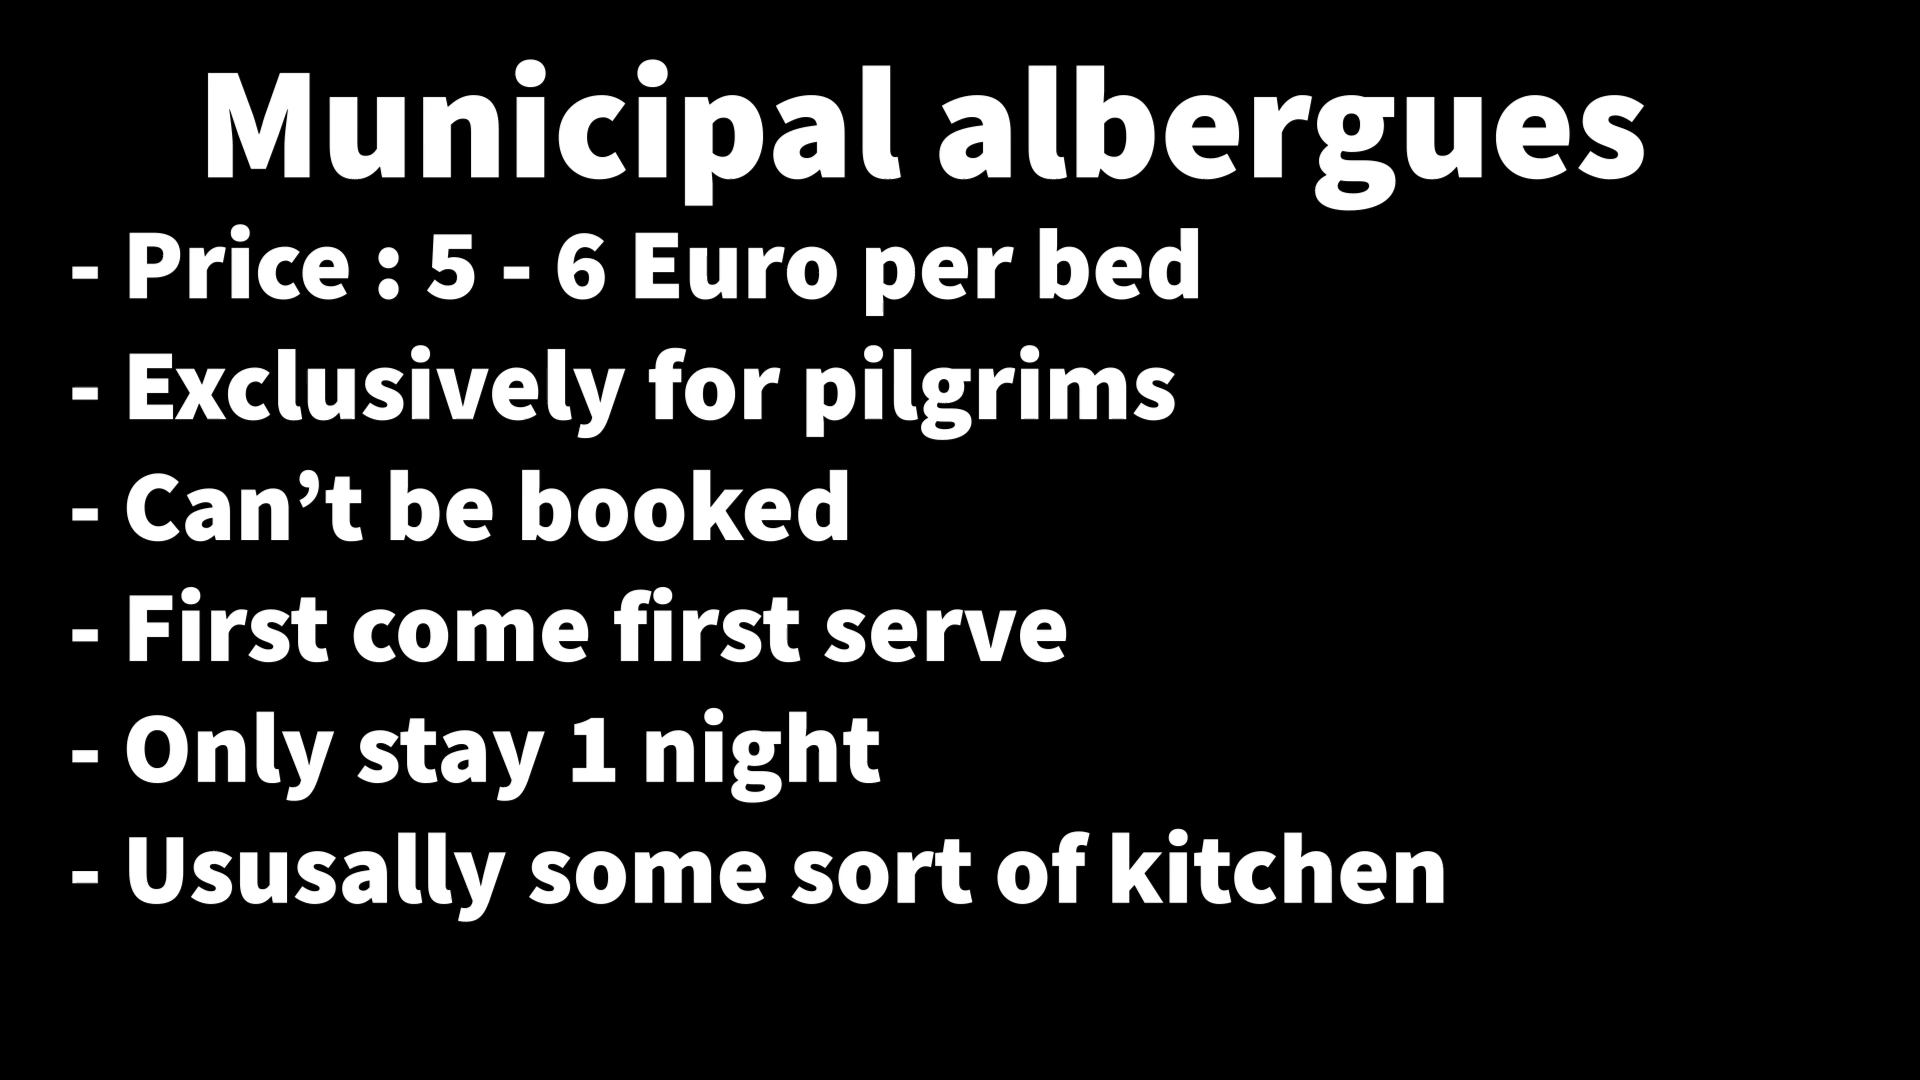 Municipal albergues
- Price : 5 - 6 Euro per bed
- Exclusively for pilgrims
- Can’t be booked
- First come first serve
- Only stay 1 night
- Ususally some sort of kitchen